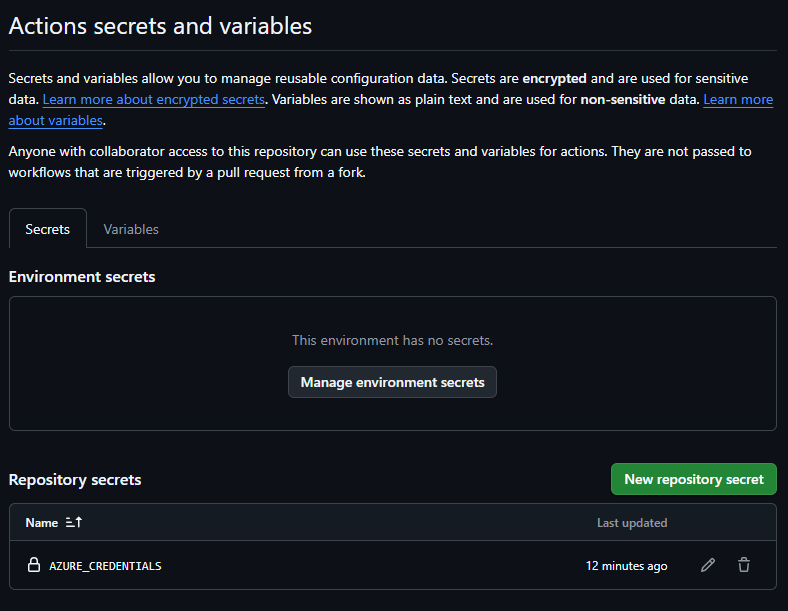 Actions secrets and variables
Secrets and variables allow you to manage reusable configuration data. Secrets are encrypted and are used for sensitive
data. Learn more about encrypted secrets. Variables are shown as plain text and are used for non-sensitive data. Learn more
about variables.
Anyone with collaborator access to this repository can use these secrets and variables for actions. They are not passed to
workflows that are triggered by a pull request from a fork.
Secrets Variables
Environment secrets
This environment has no secrets.
Manage environment secrets
Repository secrets New repository secret
Name Last updated
AZURE_CREDENTIALS 12 minutes ago